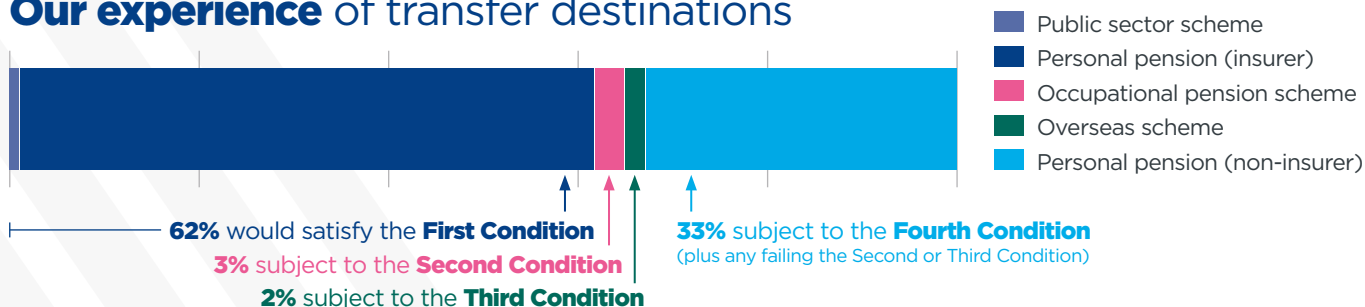 Our experience of transfer destinations
Public sector scheme
Personal pension (insurer)
Occupational pension scheme
Overseas scheme
Personal pension (non-insurer)
62% would satisfy the First Condition
3% subject to the Second Condition
2% subject to the Third Condition
33% subject to the Fourth Condition
(plus any failing the Second or Third Condition)